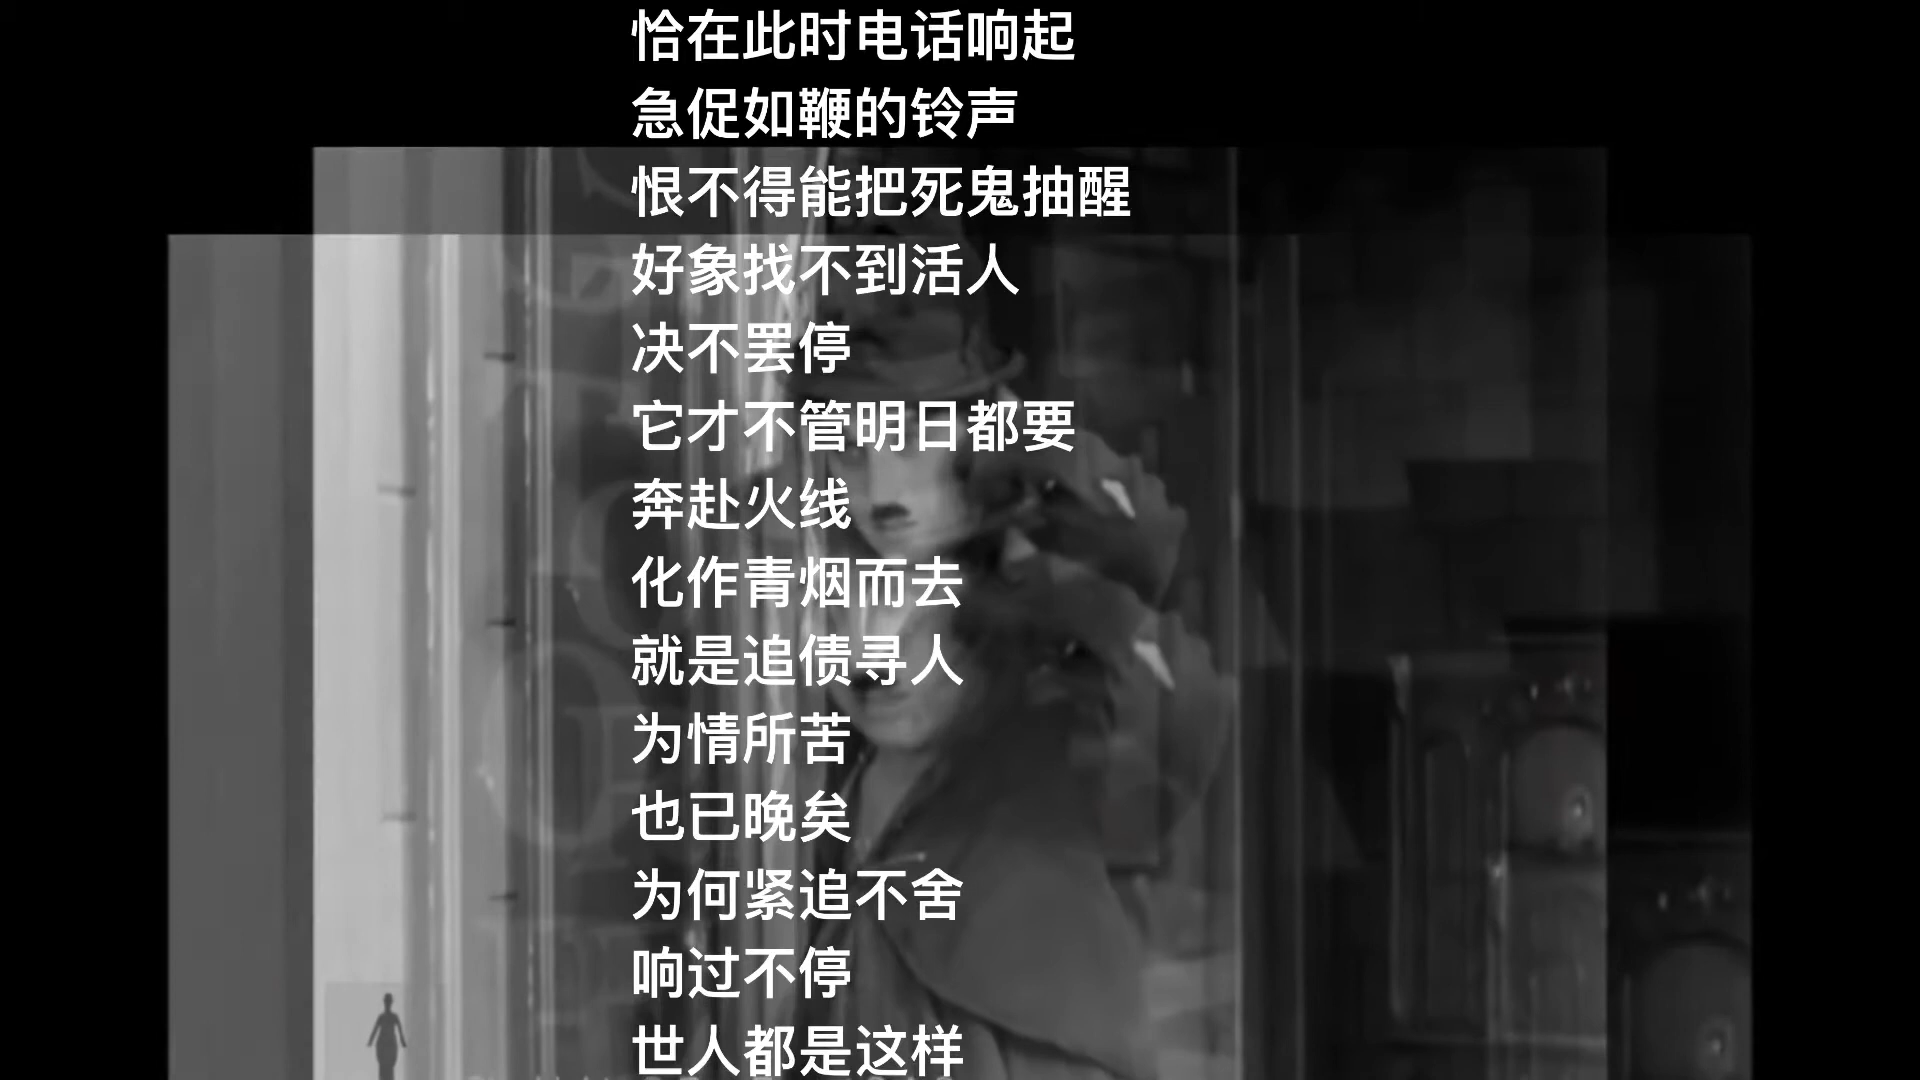 恰在此时电话响起
急促如鞭的铃声
恨不得能把死鬼抽醒
好象找不到活人
决不罢停
它才不管明日都要
奔赴火线
化作青烟而去
就是追债寻人
为情所苦
也已晚矣
为何紧追不舍
响过不停
世人都是这样